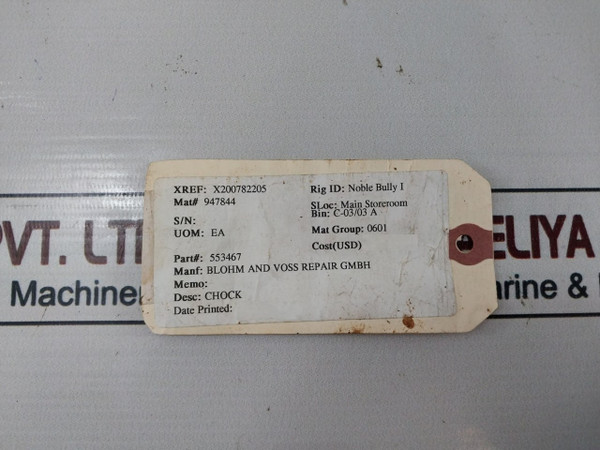 XREF: X200782205 Rig ID: Noble Bully I
Mat# 947844 SLoc: Main Storeroom
Bin: C-03/03 A
S/N:
UOM: EA Mat Group: 0601
Cost(USD)
Part#: 553467
Manf: BLOHM AND VOSS REPAIR GMBH
Memo:
Desc: CHOCK
Date Printed:
PVT. LT ELIYA
Machine rine &